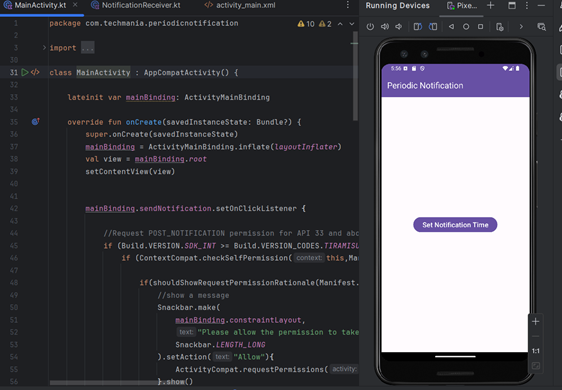 MainActivity.kt × NotificationReceiver.kt × activity_main.xml
Running Devices Pixe... ×
1 package com.techmania.periodicnotification
10 2
2
3 import ...
30
31 class MainActivity : AppCompatActivity() {
32
33 lateinit var mainBinding: ActivityMainBinding
34
35 override fun onCreate(savedInstanceState: Bundle?) {
36 super.onCreate(savedInstanceState)
37 mainBinding = ActivityMainBinding.inflate(layoutInflater)
38 val view = mainBinding.root
39 setContentView(view)
40
41
42 mainBinding.sendNotification.setOnClickListener {
43
44 //Request POST_NOTIFICATION permission for API 33 and abo
45 if (Build.VERSION.SDK_INT >= Build.VERSION_CODES.TIRAMISU
46 if (ContextCompat.checkSelfPermission( context: this,Ma
47
48 if(shouldShowRequestPermissionRationale(Manifest.
49 //show a message
50 Snackbar.make(
51 mainBinding.constraintLayout,
52 text: "Please allow the permission to take
53 Snackbar.LENGTH_LONG
54 ).setAction( text: "Allow"){
55 ActivityCompat.requestPermissions( activity:
56 }.show()
5:56
Periodic Notification
Set Notification Time
1:1